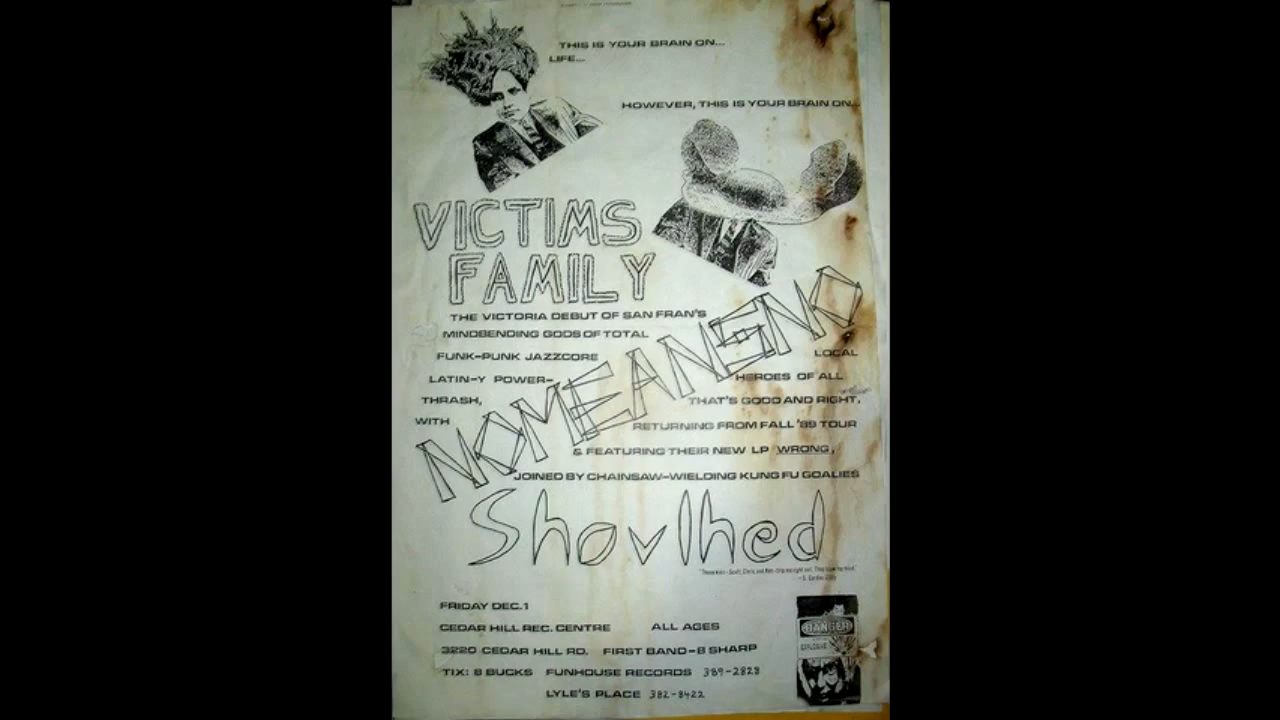 THIS IS YOUR BRAIN ON...
LIFE...
HOWEVER, THIS IS YOUR BRAIN ON...
VICTIMS
FAMILY
THE VICTORIA DEBUT OF SAN FRAN'S
MINDBENDING GODS OF TOTAL
FUNK-PUNK JAZZCORE
LATIN-Y POWER-
THRASH,
WITH
NOMEANSNO
LOCAL
HEROES OF ALL
THAT'S GOOD AND RIGHT,
RETURNING FROM FALL '89 TOUR
& FEATURING THEIR NEW LP WRONG,
JOINED BY CHAINSAW-WIELDING KUNG FU GOALIES
Shovlhed
FRIDAY DEC. 1
CEDAR HILL REC. CENTRE ALL AGES
3220 CEDAR HILL RD. FIRST BAND-8 SHARP
TIX: 8 BUCKS FUNHOUSE RECORDS 389-2828
LYLE'S PLACE 382-8422
DANGER
EXPLOSIVE